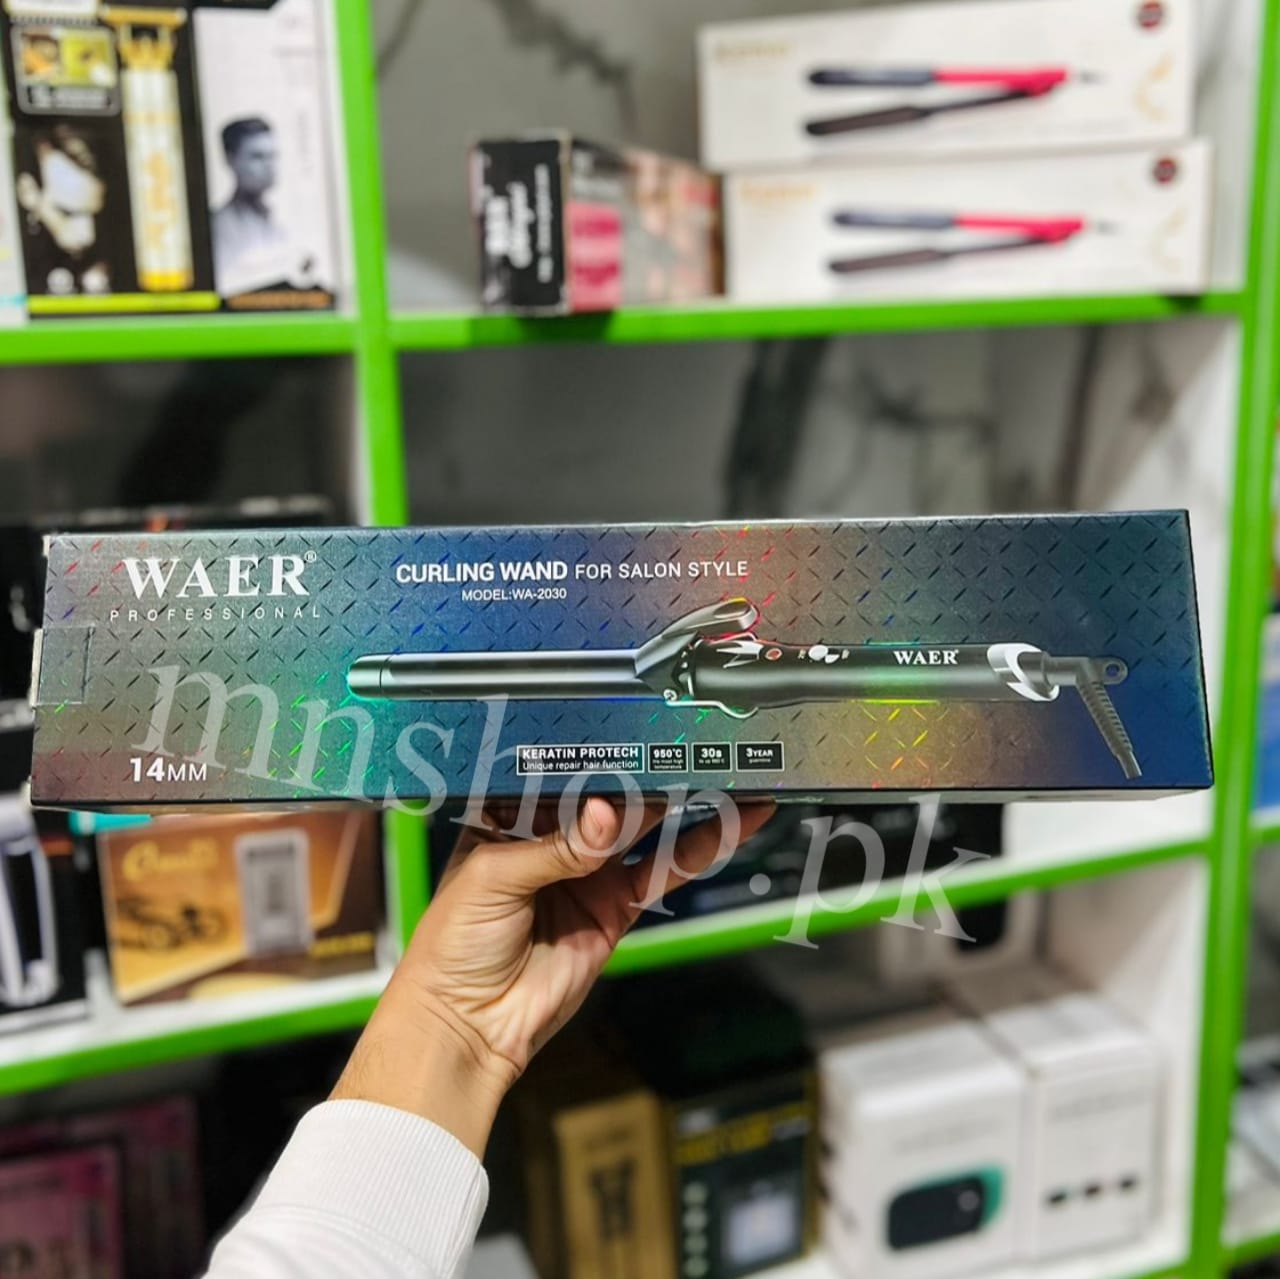 WAER®
PROFESSIONAL
CURLING WAND FOR SALON STYLE
MODEL:WA-2030
WAER
KERATIN PROTECH
Unique repair hair function
950°C
30s
3YEAR
14MM
mnshop.pk